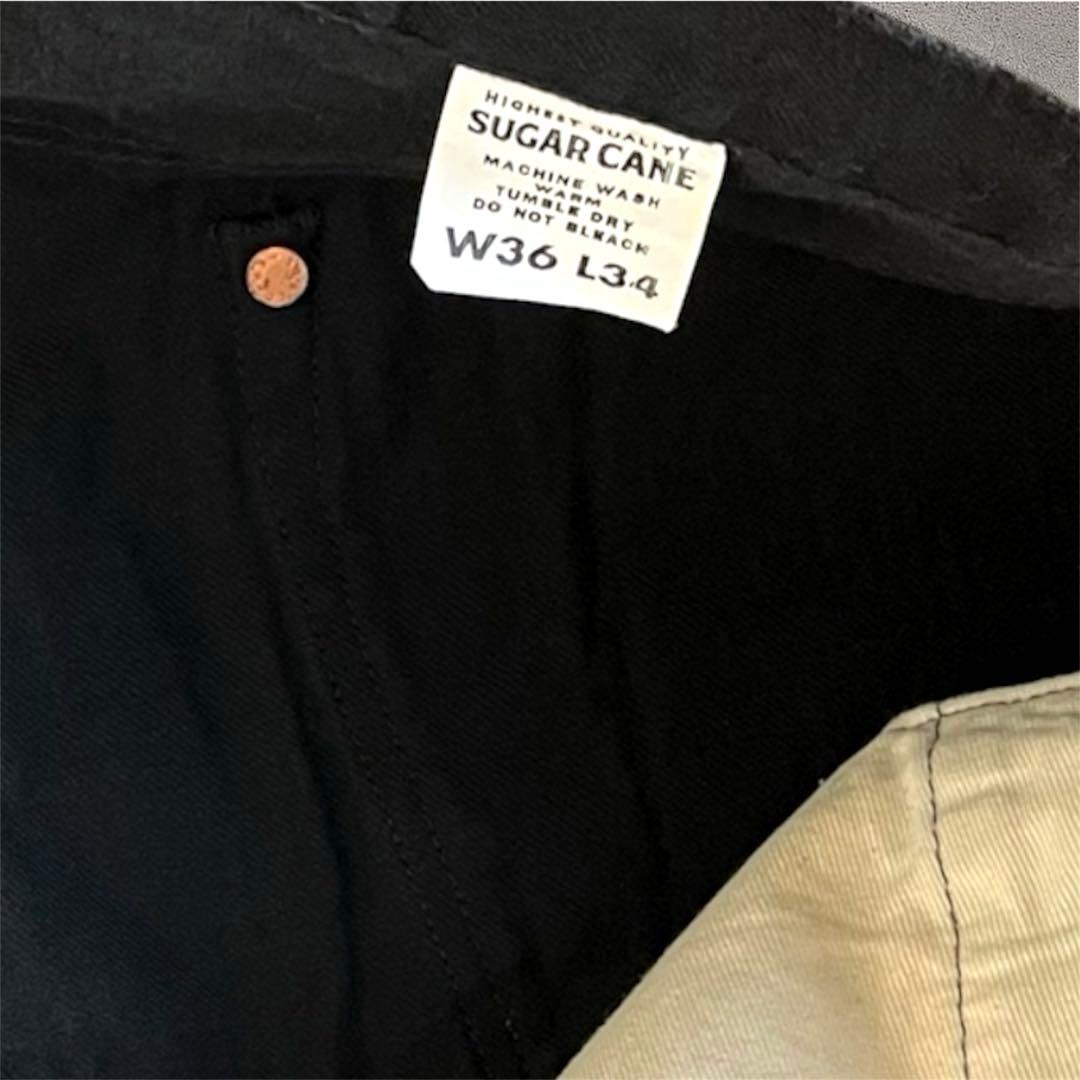 HIGHEST QUALITY
SUGAR CANE
MACHINE WASH
WARM
TUMBLE DRY
DO NOT BLEACH
W36 L34